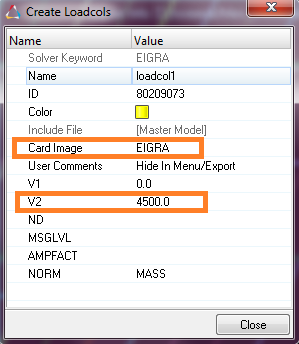 Create Loadcols
Name Value
Solver Keyword EIGRA
Name loadcol1
ID 80209073
Color
Include File [Master Model]
Card Image EIGRA
User Comments Hide In Menu/Export
V1 0.0
V2 4500.0
ND
MSGLVL
AMPFACT
NORM MASS
Close